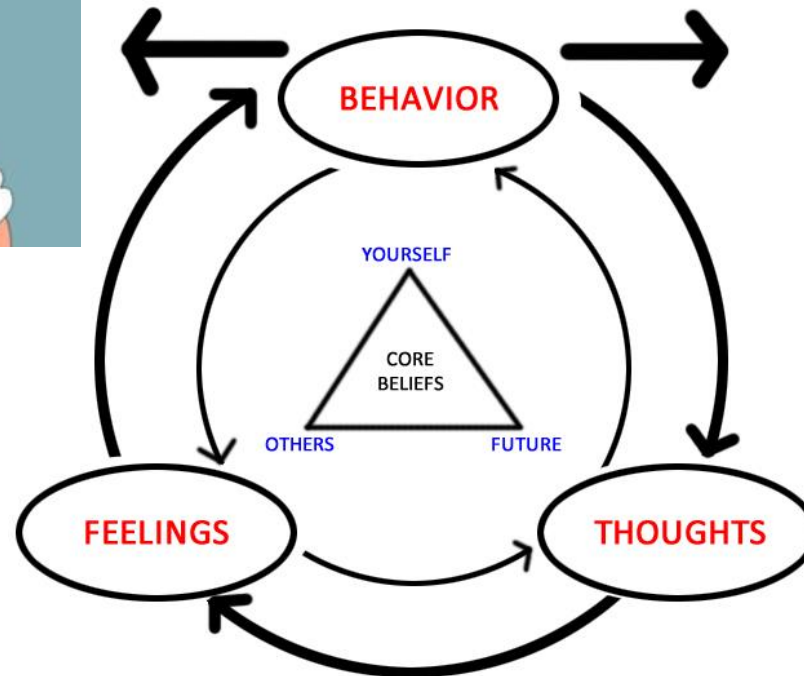 BEHAVIOR
YOURSELF
CORE
BELIEFS
OTHERS
FUTURE
FEELINGS
THOUGHTS